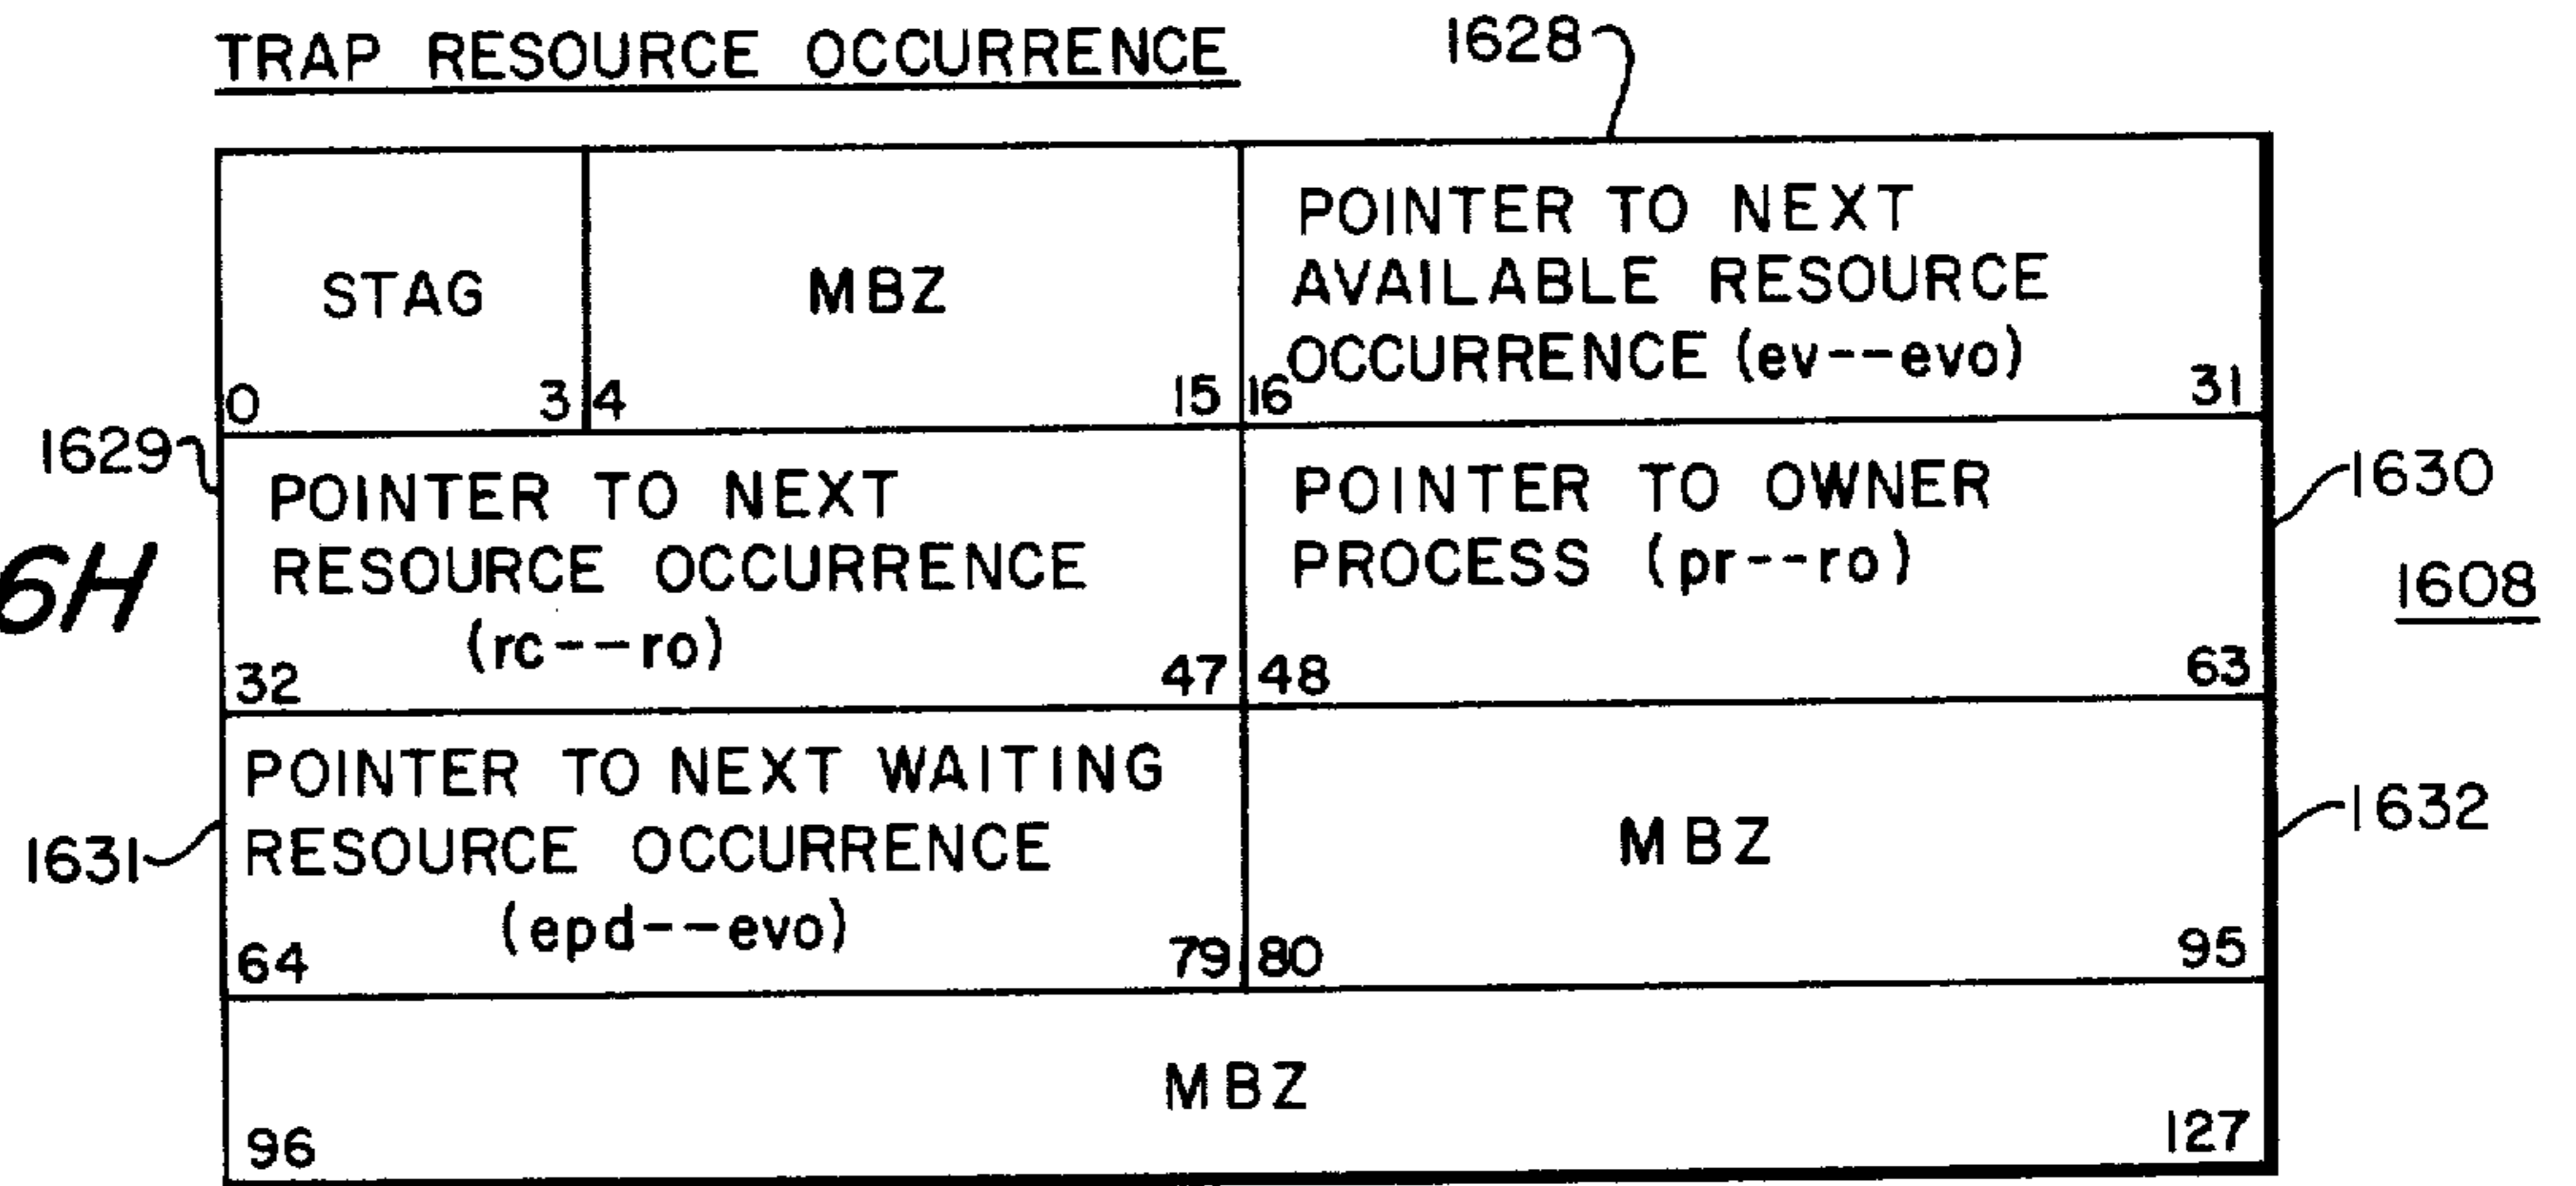 TRAP RESOURCE OCCURRENCE
1628
STAG
0 3
MBZ
4 15
POINTER TO NEXT
AVAILABLE RESOURCE
OCCURRENCE (ev--evo)
16 31
1629
POINTER TO NEXT
RESOURCE OCCURRENCE
(rc--ro)
32 47
POINTER TO OWNER
PROCESS (pr--ro)
48 63
1630
6H
1608
1631
POINTER TO NEXT WAITING
RESOURCE OCCURRENCE
(epd--evo)
64 79
MBZ
80 95
1632
MBZ
96 127